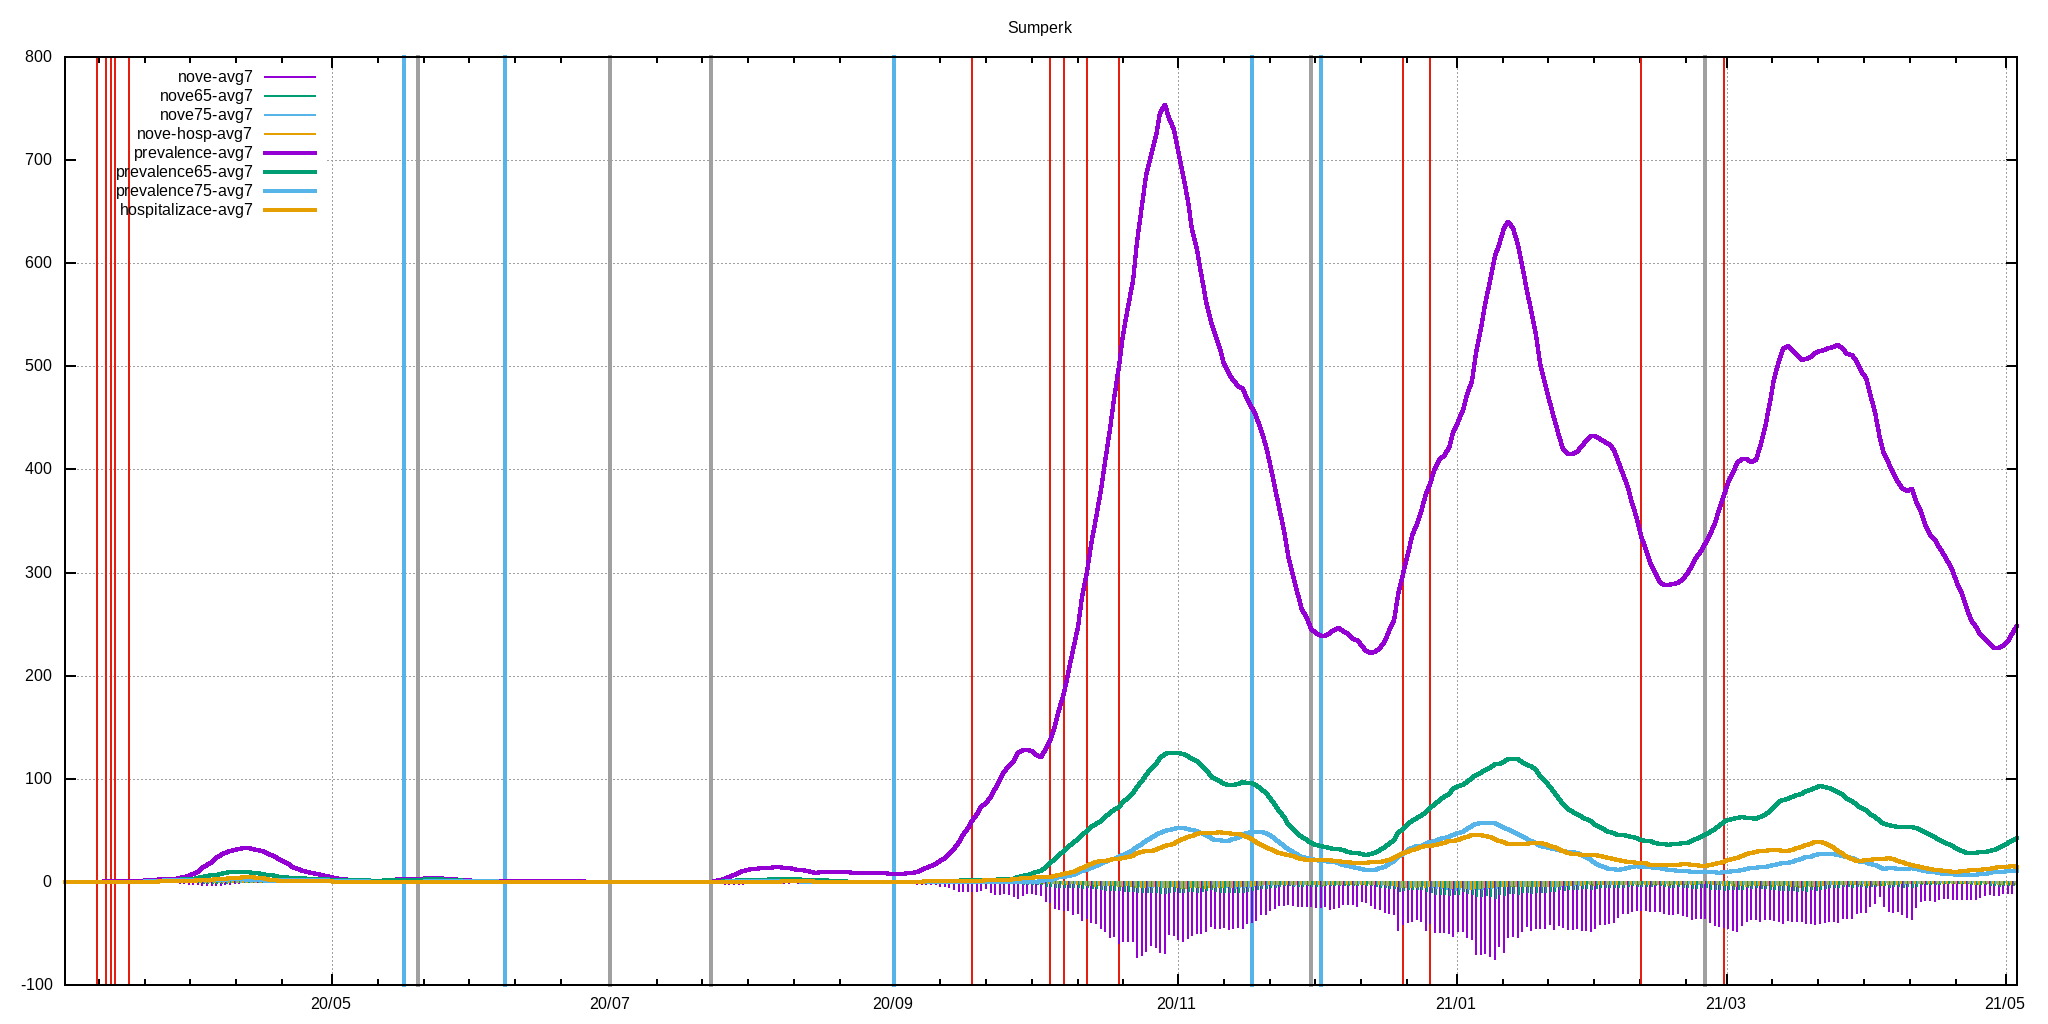 Sumperk
800
700
600
500
400
300
200
100
0
-100
nove-avg7
nove65-avg7
nove75-avg7
nove-hosp-avg7
prevalence-avg7
prevalence65-avg7
prevalence75-avg7
hospitalizace-avg7
20/05 20/07 20/09 20/11 21/01 21/03 21/05